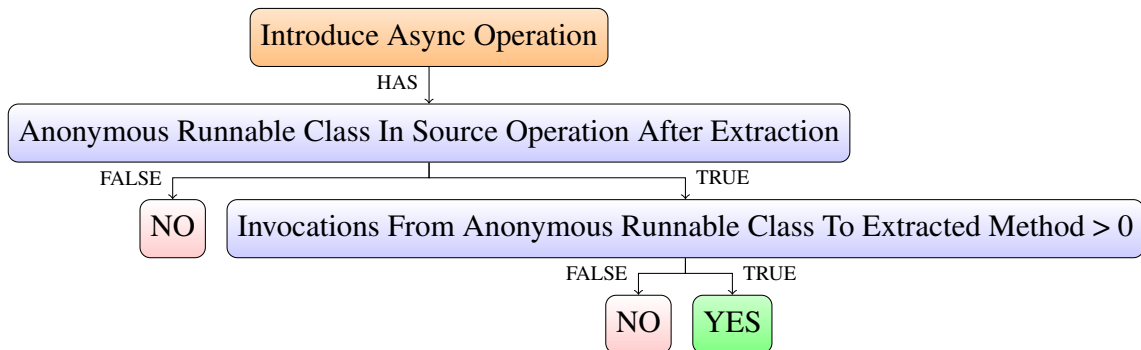 Introduce Async Operation
HAS
Anonymous Runnable Class In Source Operation After Extraction
FALSE
TRUE
NO
Invocations From Anonymous Runnable Class To Extracted Method > 0
FALSE
TRUE
NO
YES